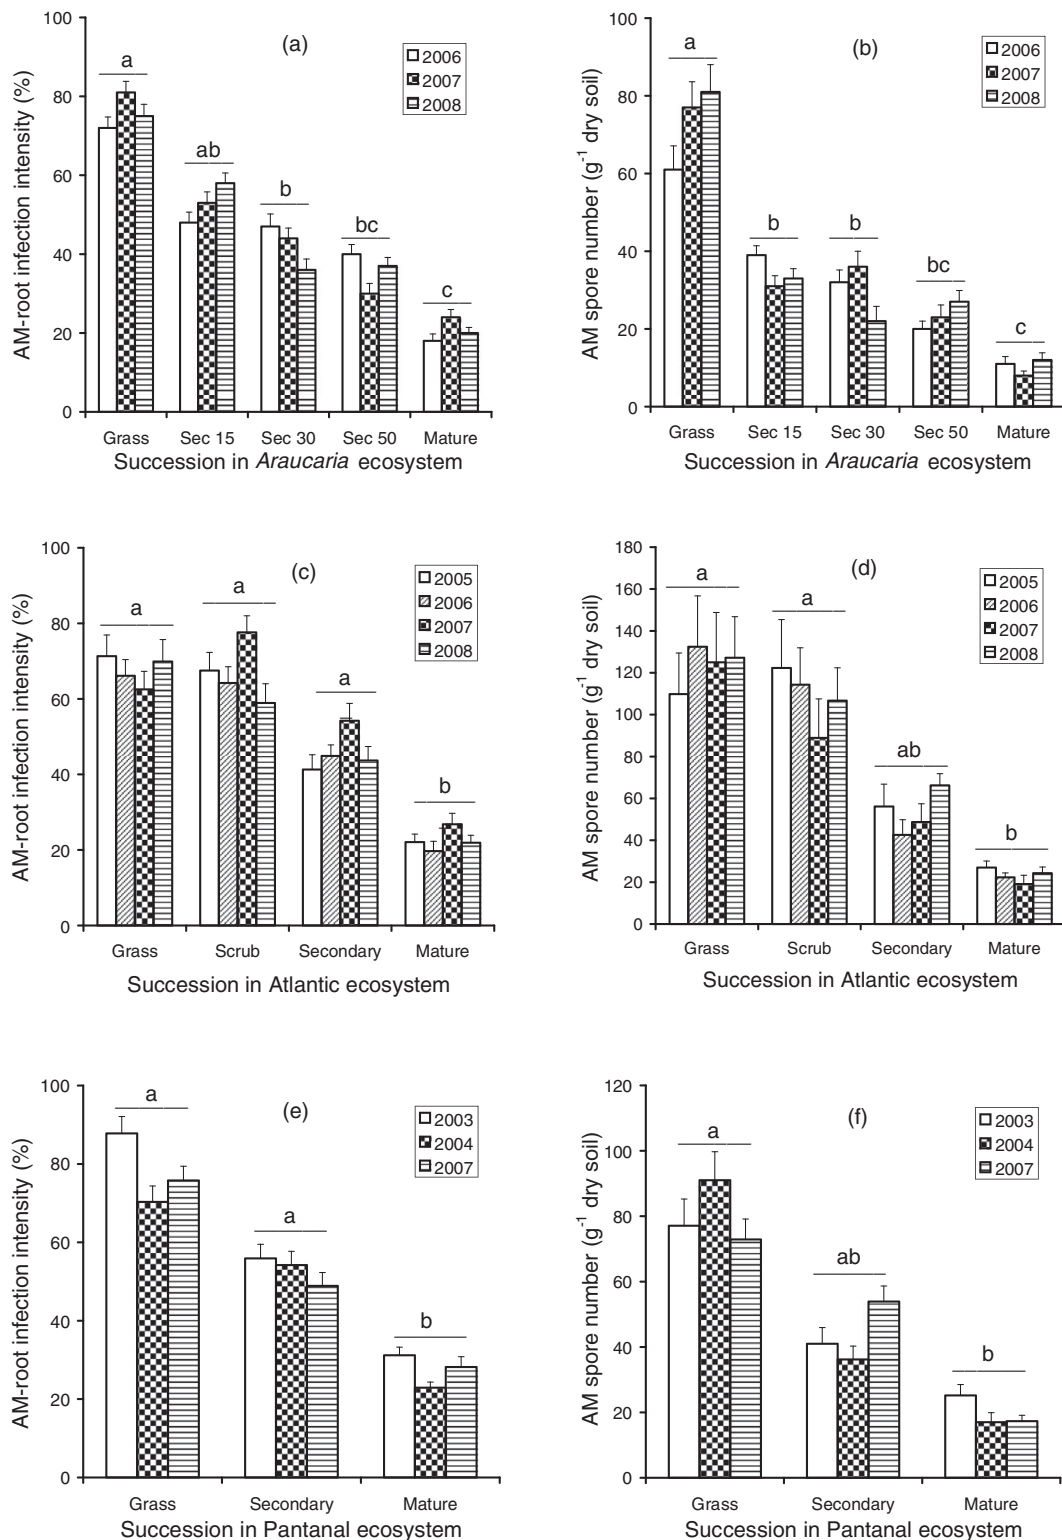 (a)
AM-root infection intensity (%)
100
80
60
40
20
0
2006
2007
2008
a
ab
b
bc
c
Grass Sec 15 Sec 30 Sec 50 Mature
Succession in Araucaria ecosystem
(b)
AM spore number (g⁻¹ dry soil)
100
80
60
40
20
0
2006
2007
2008
a
b
b
bc
c
Grass Sec 15 Sec 30 Sec 50 Mature
Succession in Araucaria ecosystem
(c)
AM-root infection intensity (%)
100
80
60
40
20
0
2005
2006
2007
2008
a
a
a
b
Grass Scrub Secondary Mature
Succession in Atlantic ecosystem
(d)
AM spore number (g⁻¹ dry soil)
180
160
140
120
100
80
60
40
20
0
2005
2006
2007
2008
a
a
ab
b
Grass Scrub Secondary Mature
Succession in Atlantic ecosystem
(e)
AM-root infection intensity (%)
100
80
60
40
20
0
2003
2004
2007
a
a
b
Grass Secondary Mature
Succession in Pantanal ecosystem
(f)
AM spore number (g⁻¹ dry soil)
120
100
80
60
40
20
0
2003
2004
2007
a
ab
b
Grass Secondary Mature
Succession in Pantanal ecosystem